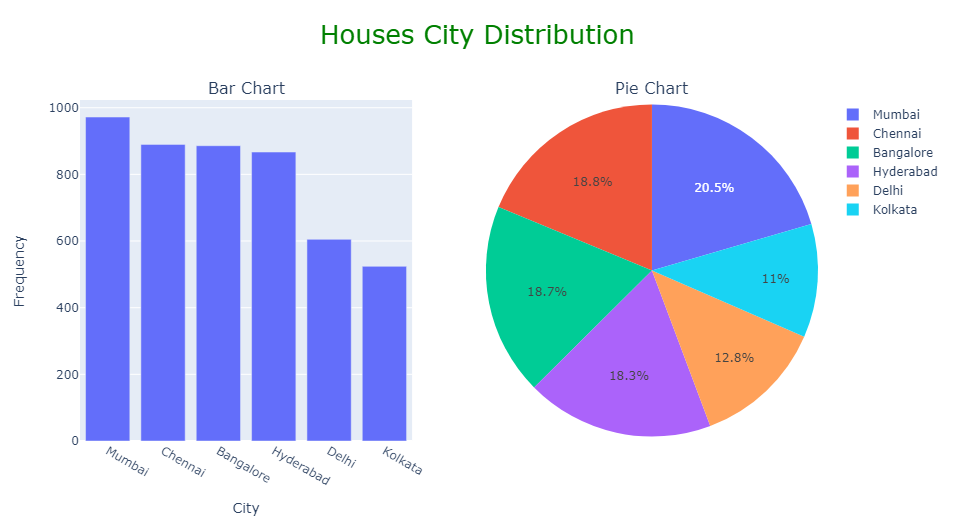 Houses City Distribution
Bar Chart
1000
800
600
400
200
0
Frequency
Mumbai
Chennai
Bangalore
Hyderabad
Delhi
Kolkata
City
Pie Chart
20.5%
18.8%
18.7%
18.3%
12.8%
11%
Mumbai
Chennai
Bangalore
Hyderabad
Delhi
Kolkata